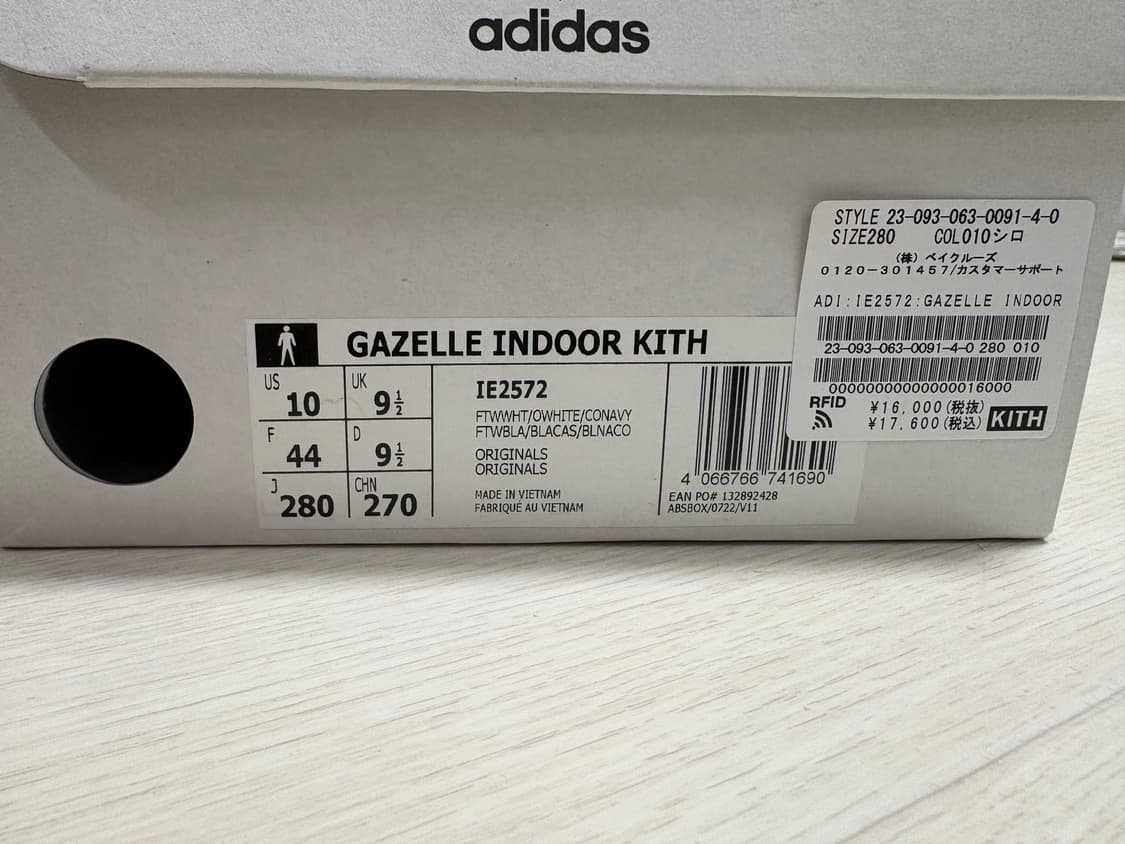 adidas
STYLE 23-093-063-0091-4-0
SIZE280 COL010シロ
(株) ベイクルーズ
0120-301457/カスタマーサポート
ADI:IE2572:GAZELLE INDOOR
23-093-063-0091-4-0 280 010
00000000000000016000
RFID
¥16,000(税抜)
¥17,600(税込)
KITH
GAZELLE INDOOR KITH
US 10
UK 9½
F 44
D 9½
J 280
CHN 270
IE2572
FTWWHT/OWHITE/CONAVY
FTWBLA/BLACAS/BLNACO
ORIGINALS
ORIGINALS
MADE IN VIETNAM
FABRIQUÉ AU VIETNAM
4 066766 741690
EAN PO# 132892428
ABSBOX/0722/V11